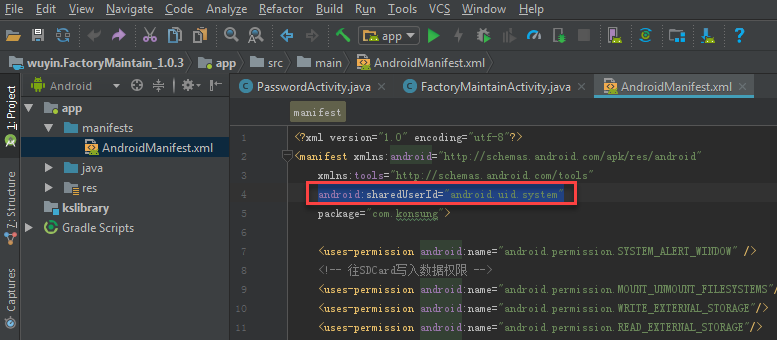 File Edit View Navigate Code Analyze Refactor Build Run Tools VCS Window Help
app
wuyin.FactoryMaintain_1.0.3 app src main AndroidManifest.xml
1: Project
7: Structure
Captures
Android
app
manifests
AndroidManifest.xml
java
res
kslibrary
Gradle Scripts
PasswordActivity.java FactoryMaintainActivity.java AndroidManifest.xml
manifest
1 <?xml version="1.0" encoding="utf-8"?>
2 <manifest xmlns:android="http://schemas.android.com/apk/res/android"
3 xmlns:tools="http://schemas.android.com/tools"
4 android:sharedUserId="android.uid.system"
5 package="com.konsung">
6
7 <uses-permission android:name="android.permission.SYSTEM_ALERT_WINDOW" />
8 <!-- 往SDCard写入数据权限 -->
9 <uses-permission android:name="android.permission.MOUNT_UNMOUNT_FILESYSTEMS"/
10 <uses-permission android:name="android.permission.WRITE_EXTERNAL_STORAGE"/>
11 <uses-permission android:name="android.permission.READ_EXTERNAL_STORAGE"/>